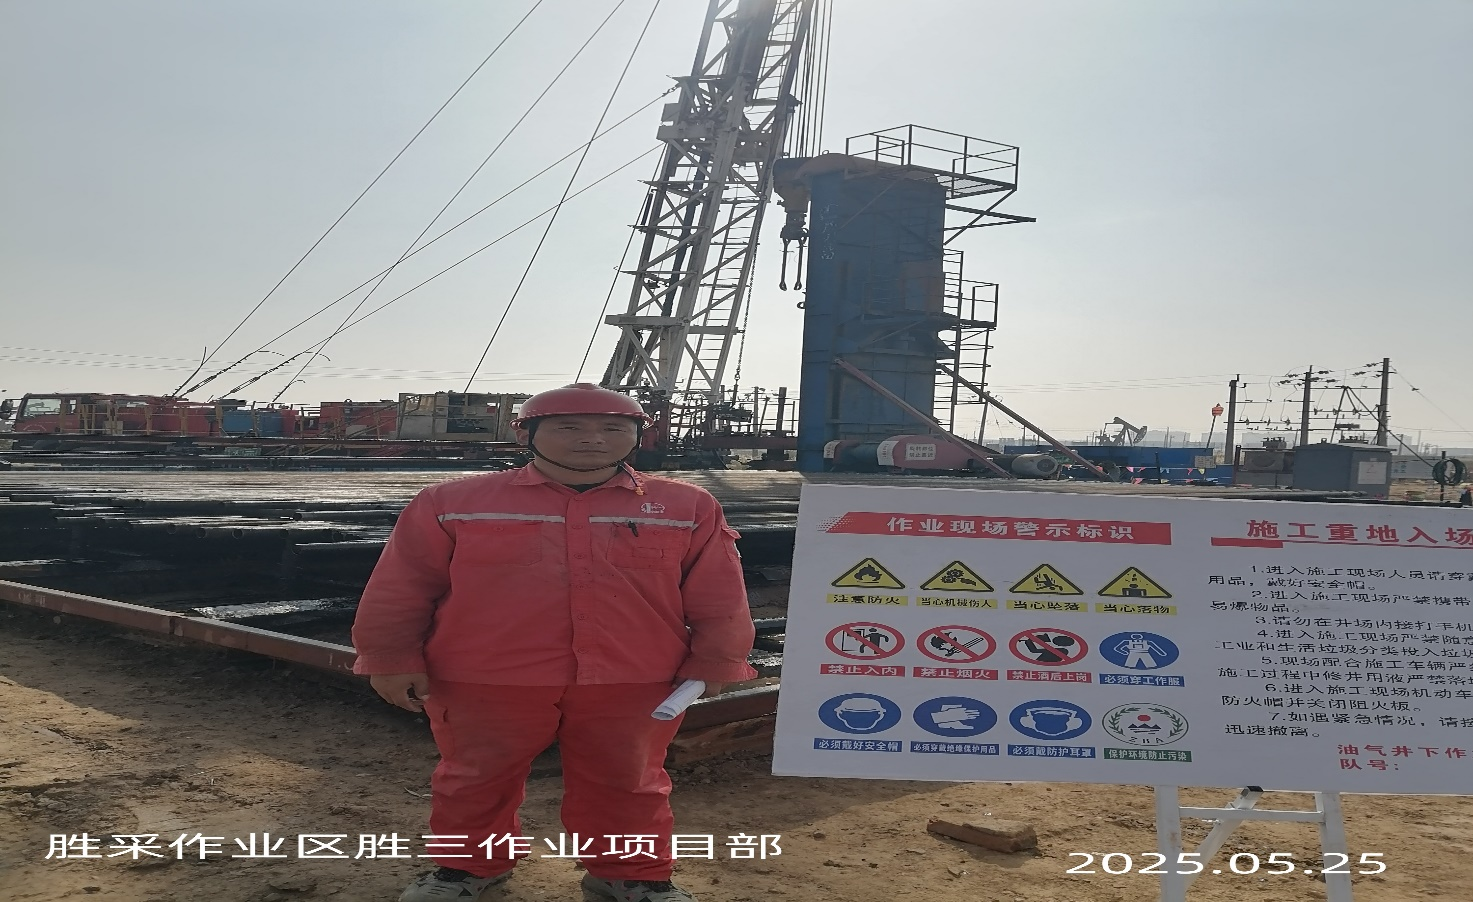 作业现场警示标识
注意防火
当心机械伤人
当心坠落
当心落物
禁止入内
禁止烟火
禁止酒后上岗
必须穿工作服
必须戴好安全帽
必须穿戴绝缘保护用品
必须戴防护耳罩
保护环境防止污染
施工重地入场
1.进入施工现场人员请穿
用品，戴好安全帽。
2.进入施工现场严禁携带
易爆物品。
3.请勿在井场内接打手机
4.进入施工现场严禁随意
工业和生活垃圾分类投入垃圾
5.现场配合施工车辆严
施工过程中修井用液严禁落
6.进入施工现场机动车
防火帽并关闭阻火板。
7.如遇紧急情况，请按
迅速撤离。
油气井下作
队号：
胜采作业区胜三作业项目部
2025.05.25